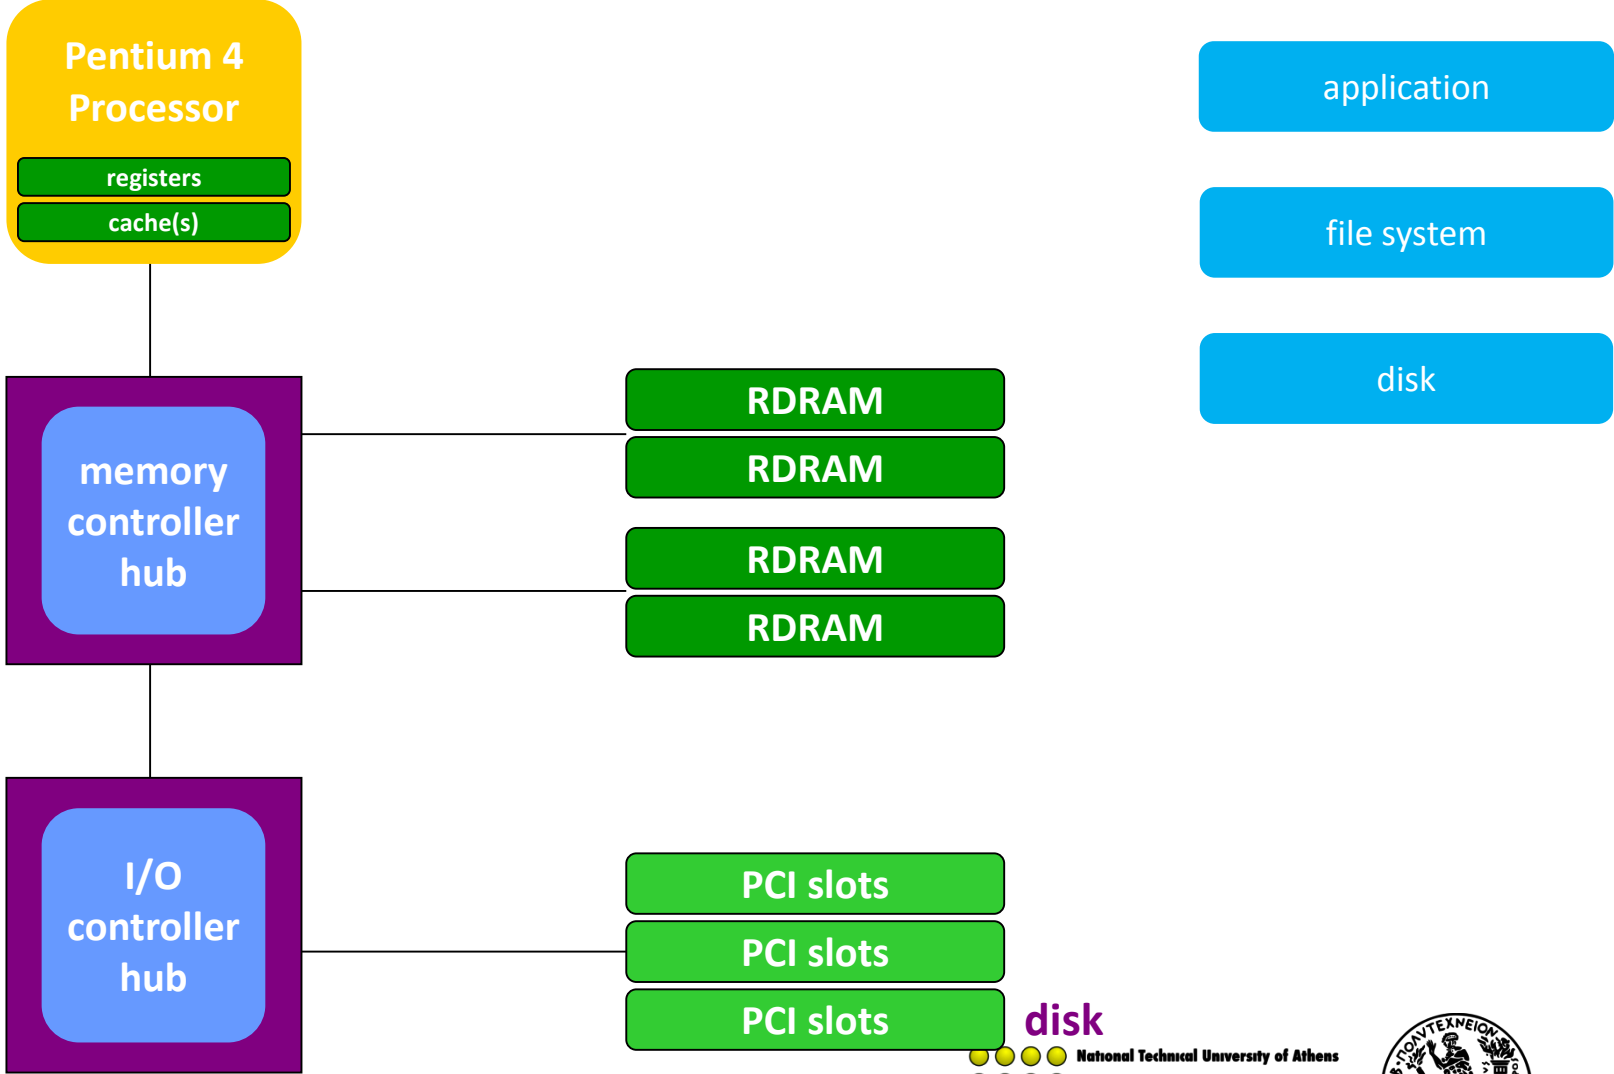 Pentium 4
Processor
registers
cache(s)
application
file system
disk
memory
controller
hub
RDRAM
RDRAM
RDRAM
RDRAM
I/O
controller
hub
PCI slots
PCI slots
PCI slots
disk
National Technical University of Athens
ΠΟΛΥΤΕΧΝΕΙΟΝ